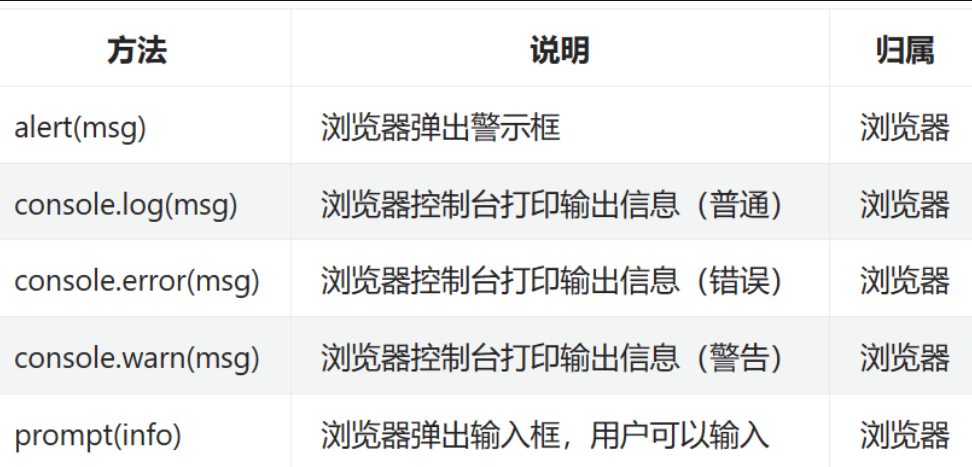 方法 说明 归属
alert(msg) 浏览器弹出警示框 浏览器
console.log(msg) 浏览器控制台打印输出信息（普通） 浏览器
console.error(msg) 浏览器控制台打印输出信息（错误） 浏览器
console.warn(msg) 浏览器控制台打印输出信息（警告） 浏览器
prompt(info) 浏览器弹出输入框，用户可以输入 浏览器